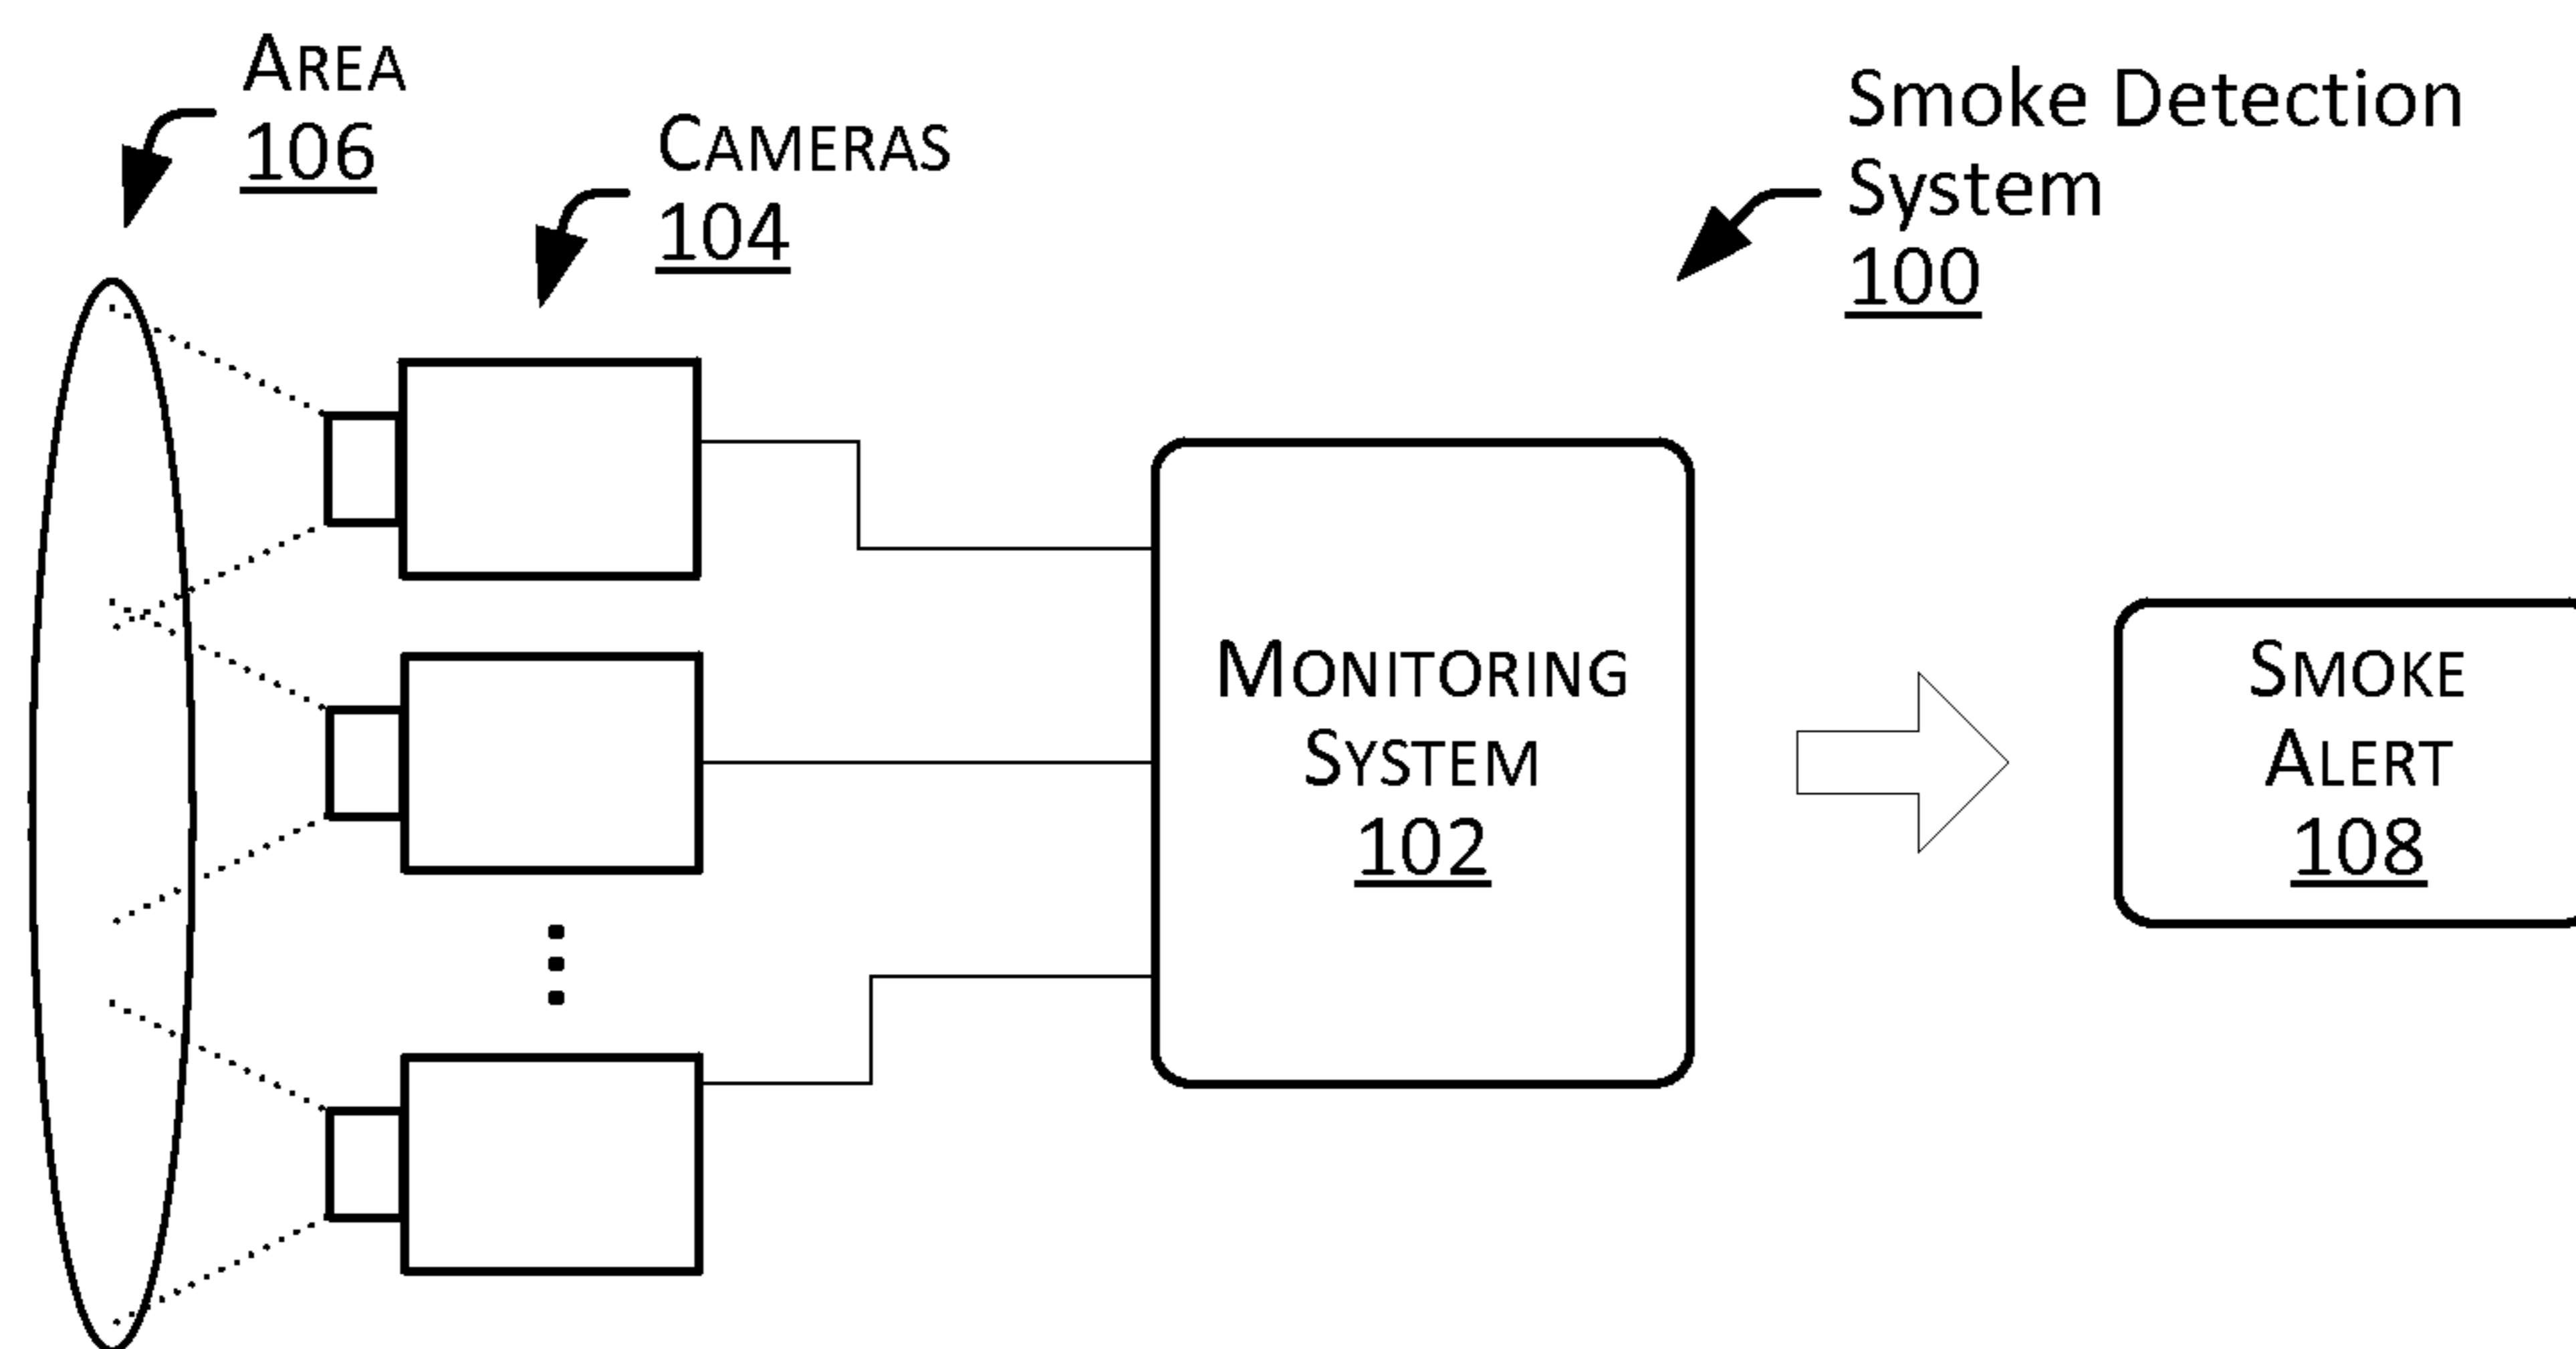 AREA
106
CAMERAS
104
Smoke Detection
System
100
MONITORING
SYSTEM
102
SMOKE
ALERT
108